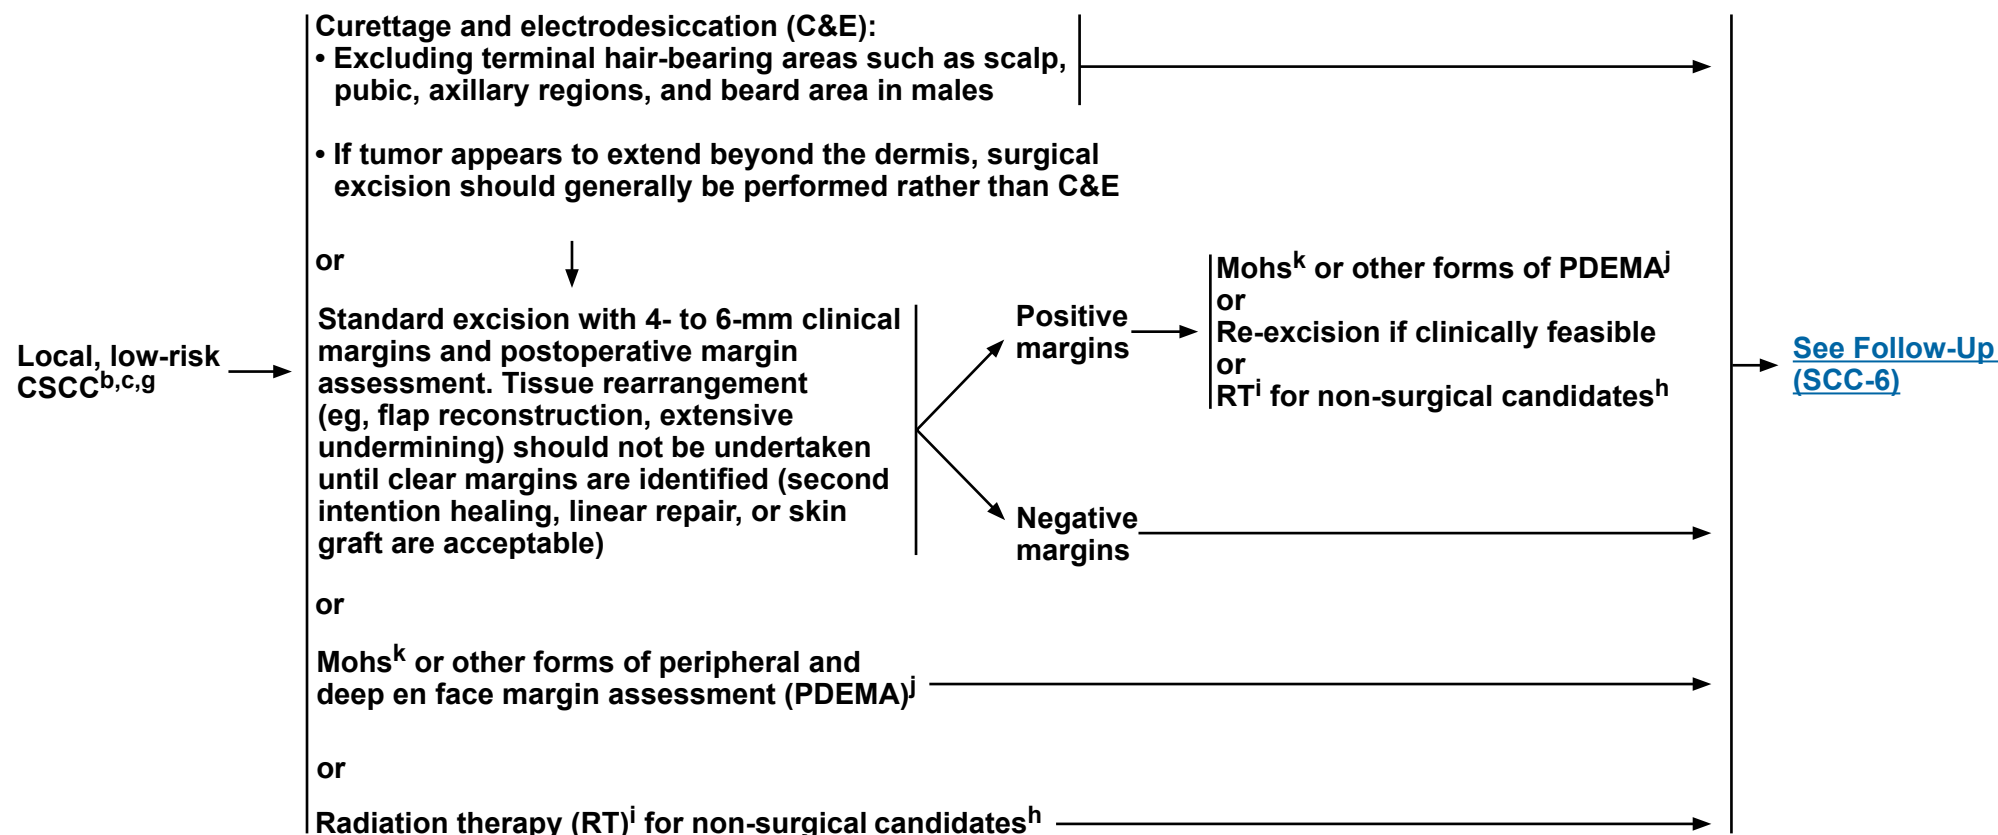 Curettage and electrodesiccation (C&E):
• Excluding terminal hair-bearing areas such as scalp,
pubic, axillary regions, and beard area in males
• If tumor appears to extend beyond the dermis, surgical
excision should generally be performed rather than C&E
or
Local, low-risk
CSCCb,c,g
Standard excision with 4- to 6-mm clinical
margins and postoperative margin
assessment. Tissue rearrangement
(eg, flap reconstruction, extensive
undermining) should not be undertaken
until clear margins are identified (second
intention healing, linear repair, or skin
graft are acceptable)
Positive
margins
Mohsk or other forms of PDEMAj
or
Re-excision if clinically feasible
or
RTi for non-surgical candidatesh
Negative
margins
See Follow-Up
(SCC-6)
or
Mohsk or other forms of peripheral and
deep en face margin assessment (PDEMA)j
or
Radiation therapy (RT)i for non-surgical candidatesh